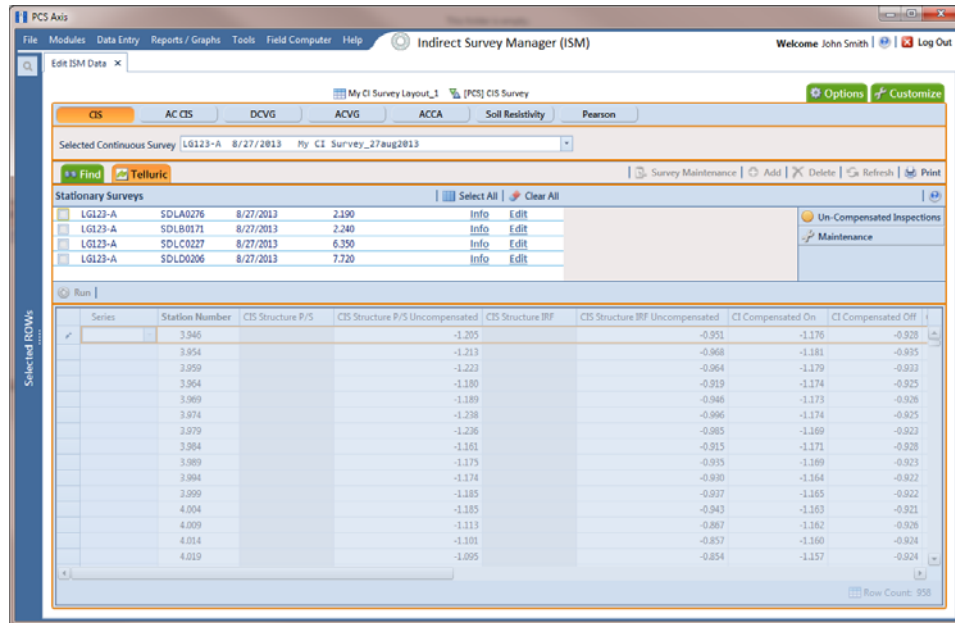 PCS Axis
File Modules Data Entry Reports / Graphs Tools Field Computer Help Indirect Survey Manager (ISM) Welcome John Smith Log Out
Edit ISM Data ×
My CI Survey Layout_1 [PCS] CIS Survey Options Customize
CIS AC CIS DCVG ACVG ACCA Soil Resistivity Pearson
Selected Continuous Survey LG123-A 8/27/2013 My CI Survey_27aug2013
Find Telluric Survey Maintenance Add Delete Refresh Print
Stationary Surveys Select All Clear All
LG123-A SDLA0276 8/27/2013 2.190 Info Edit Un-Compensated Inspections
LG123-A SDLB0171 8/27/2013 2.240 Info Edit Maintenance
LG123-A SDLC0227 8/27/2013 6.350 Info Edit
LG123-A SDLD0206 8/27/2013 7.720 Info Edit
Run
Selected ROWs
Series Station Number CIS Structure P/S CIS Structure P/S Uncompensated CIS Structure IRF CIS Structure IRF Uncompensated CI Compensated On CI Compensated Off
3.946 -1.205 -0.951 -1.176 -0.928
3.954 -1.213 -0.968 -1.181 -0.935
3.959 -1.223 -0.964 -1.179 -0.933
3.964 -1.180 -0.919 -1.174 -0.925
3.969 -1.189 -0.946 -1.173 -0.926
3.974 -1.238 -0.996 -1.174 -0.925
3.979 -1.236 -0.985 -1.169 -0.923
3.984 -1.161 -0.915 -1.171 -0.928
3.989 -1.175 -0.935 -1.169 -0.923
3.994 -1.174 -0.930 -1.164 -0.922
3.999 -1.185 -0.937 -1.165 -0.922
4.004 -1.185 -0.943 -1.163 -0.921
4.009 -1.113 -0.867 -1.162 -0.926
4.014 -1.101 -0.857 -1.160 -0.924
4.019 -1.095 -0.854 -1.157 -0.924
Row Count: 958